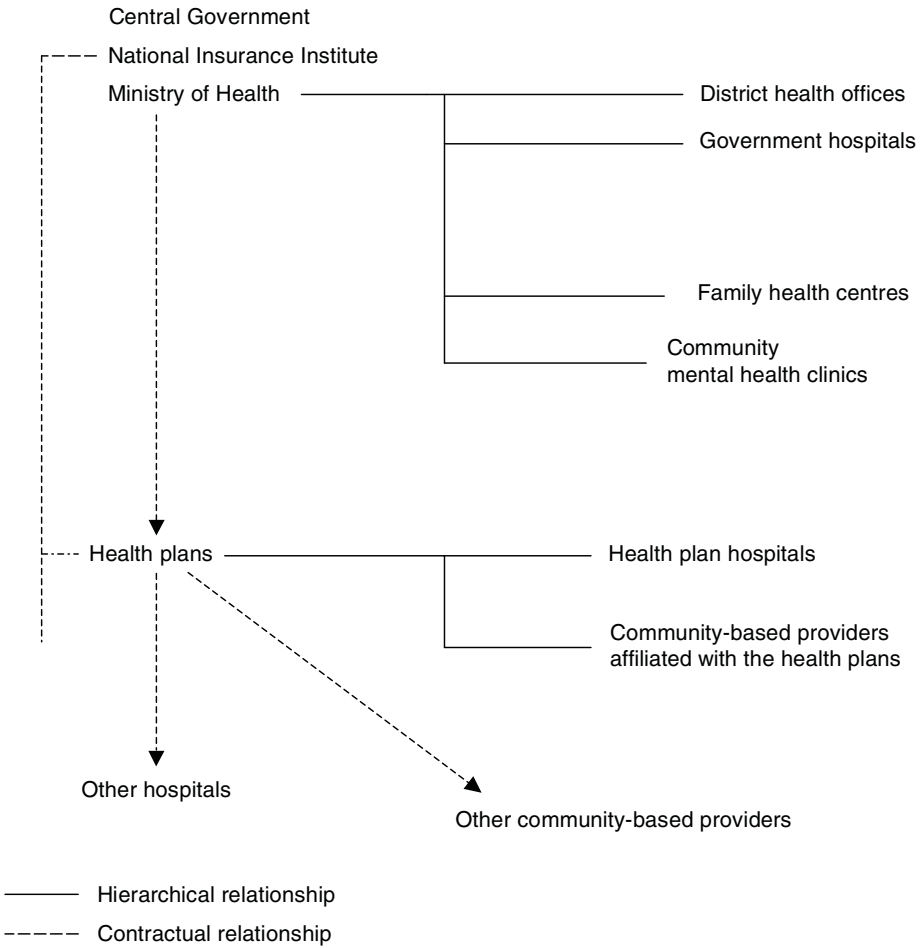 Central Government
National Insurance Institute
Ministry of Health
District health offices
Government hospitals
Family health centres
Community
mental health clinics
Health plans
Health plan hospitals
Community-based providers
affiliated with the health plans
Other hospitals
Other community-based providers
Hierarchical relationship
Contractual relationship